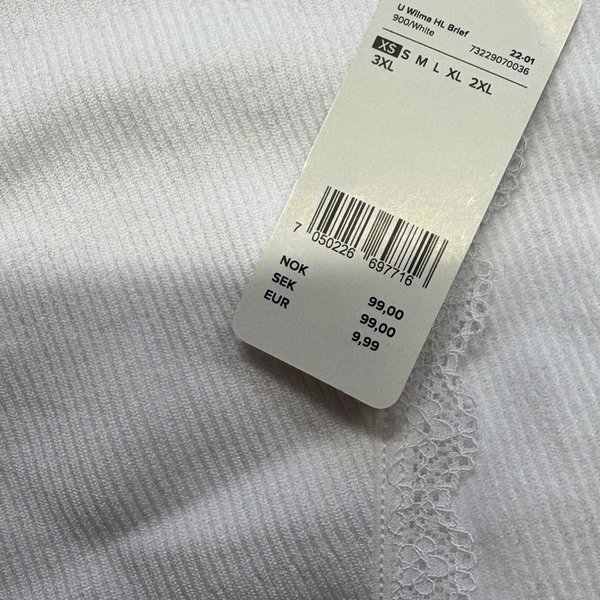 U Wilma HL Brief
900/White 22-01
73229070036
XS S M L XL 2XL
3XL
7 050226 697716
NOK 99,00
SEK 99,00
EUR 9,99